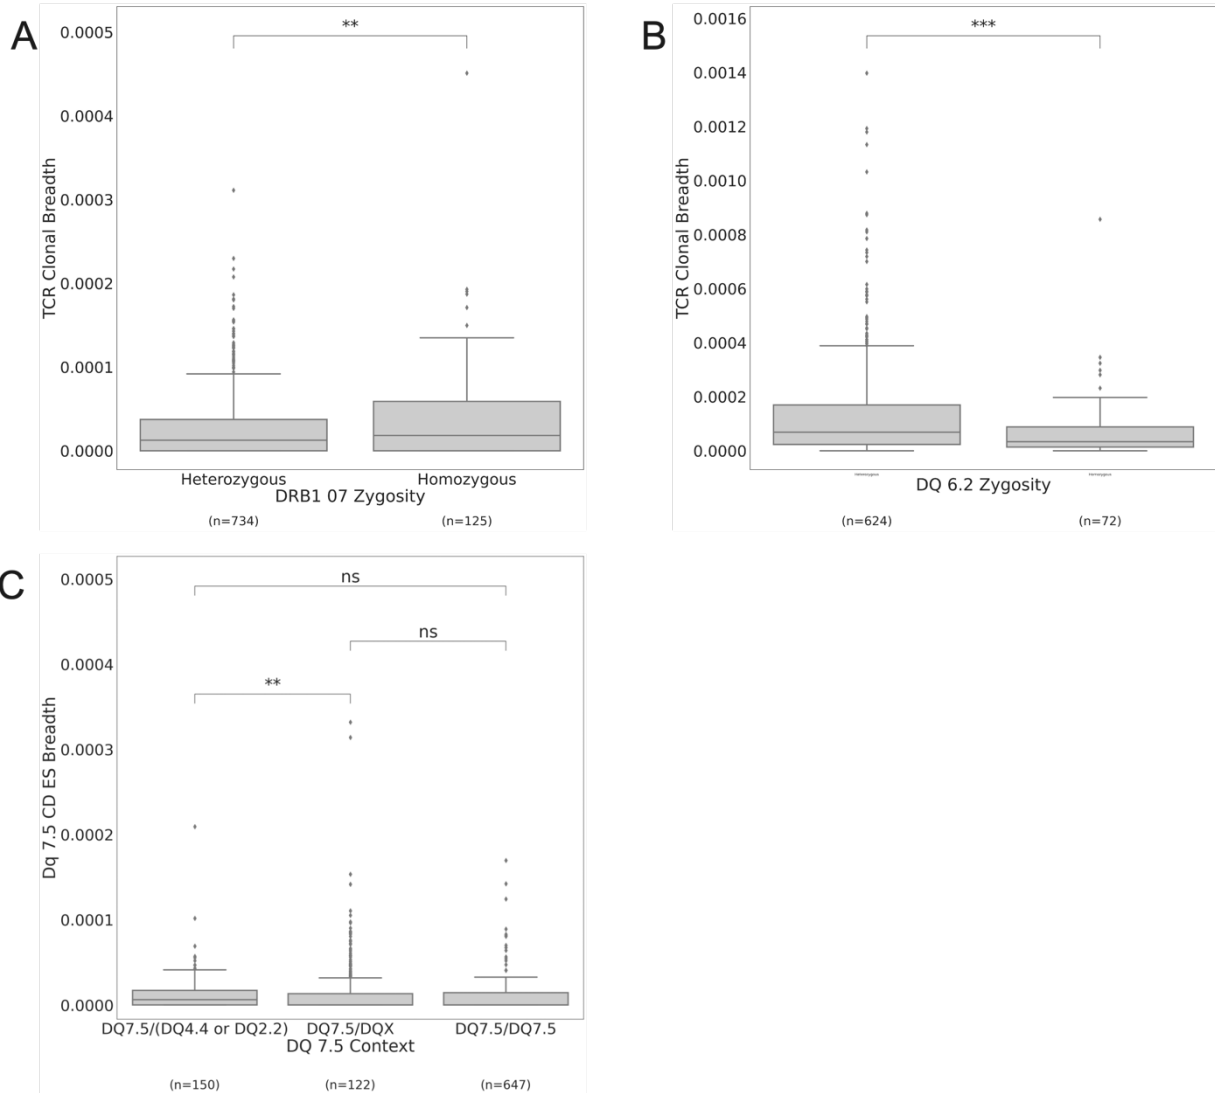 A
**
0.0005
0.0004
0.0003
0.0002
0.0001
0.0000
TCR Clonal Breadth
Heterozygous Homozygous
DRB1 07 Zygosity
(n=734) (n=125)
B
***
0.0016
0.0014
0.0012
0.0010
0.0008
0.0006
0.0004
0.0002
0.0000
TCR Clonal Breadth
Heterozygous Homozygous
DQ 6.2 Zygosity
(n=624) (n=72)
C
ns
ns
**
0.0005
0.0004
0.0003
0.0002
0.0001
0.0000
Dq 7.5 CD ES Breadth
DQ7.5/(DQ4.4 or DQ2.2) DQ7.5/DQX DQ7.5/DQ7.5
DQ 7.5 Context
(n=150) (n=122) (n=647)